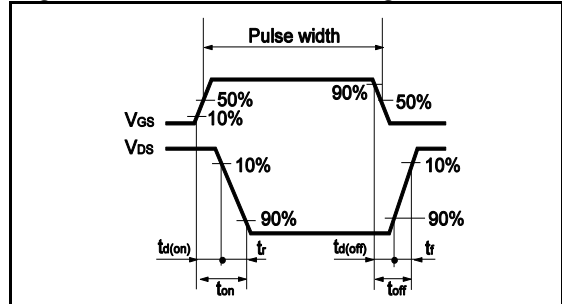 Pulse width
90%
50%
50%
10%
VGS
VDS
10%
10%
90%
90%
td(on)
tr
td(off)
tf
ton
toff